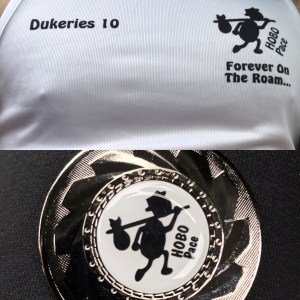 Dukeries 10
HOBO
Pace
Forever On
The Roam...
HOBO
Pace